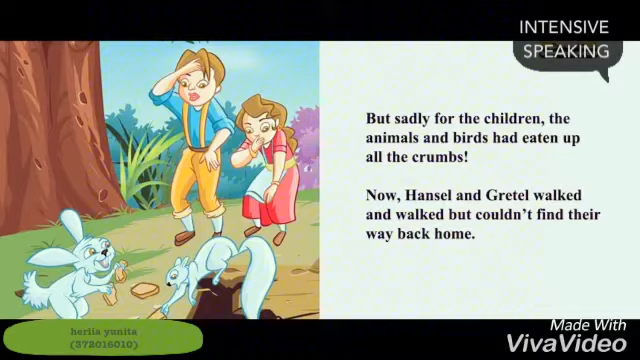 INTENSIVE
SPEAKING
But sadly for the children, the
animals and birds had eaten up
all the crumbs!
Now, Hansel and Gretel walked
and walked but couldn't find their
way back home.
herlia yunita
(372016010)
Made With
VivaVideo